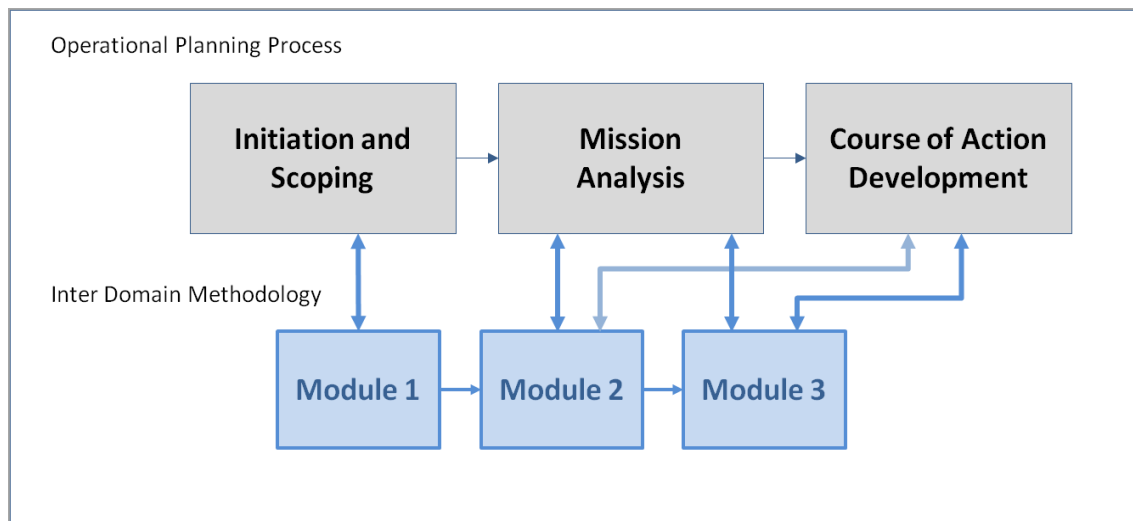 Operational Planning Process
Initiation and
Scoping
Mission
Analysis
Course of Action
Development
Inter Domain Methodology
Module 1
Module 2
Module 3